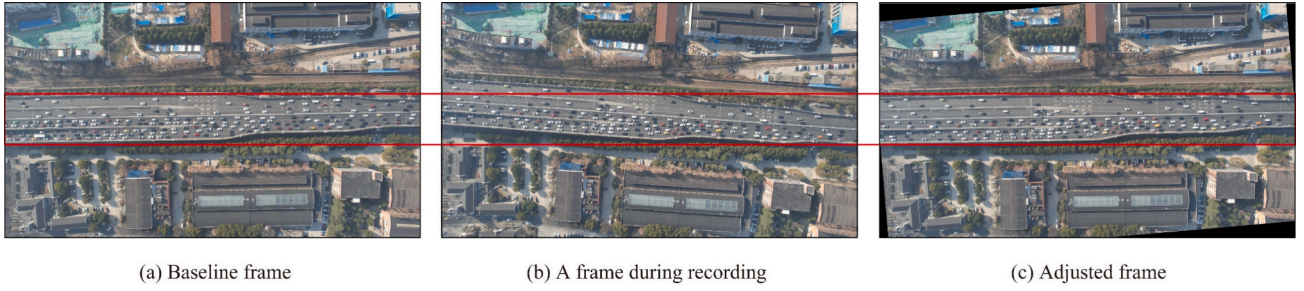 (a) Baseline frame
(b) A frame during recording
(c) Adjusted frame